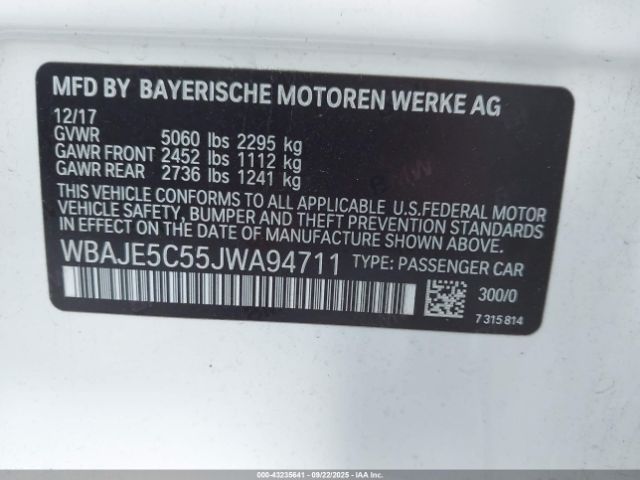 MFD BY BAYERISCHE MOTOREN WERKE AG
12/17
GVWR 5060 lbs 2295 kg
GAWR FRONT 2452 lbs 1112 kg
GAWR REAR 2736 lbs 1241 kg
THIS VEHICLE CONFORMS TO ALL APPLICABLE U.S.FEDERAL MOTOR
VEHICLE SAFETY, BUMPER AND THEFT PREVENTION STANDARDS
IN EFFECT ON THE DATE OF MANUFACTURE SHOWN ABOVE.
WBAJE5C55JWA94711 TYPE: PASSENGER CAR
300/0
7 315 814
000-43235641 - 09/22/2025 - COPYRIGHT IAA, LLC.